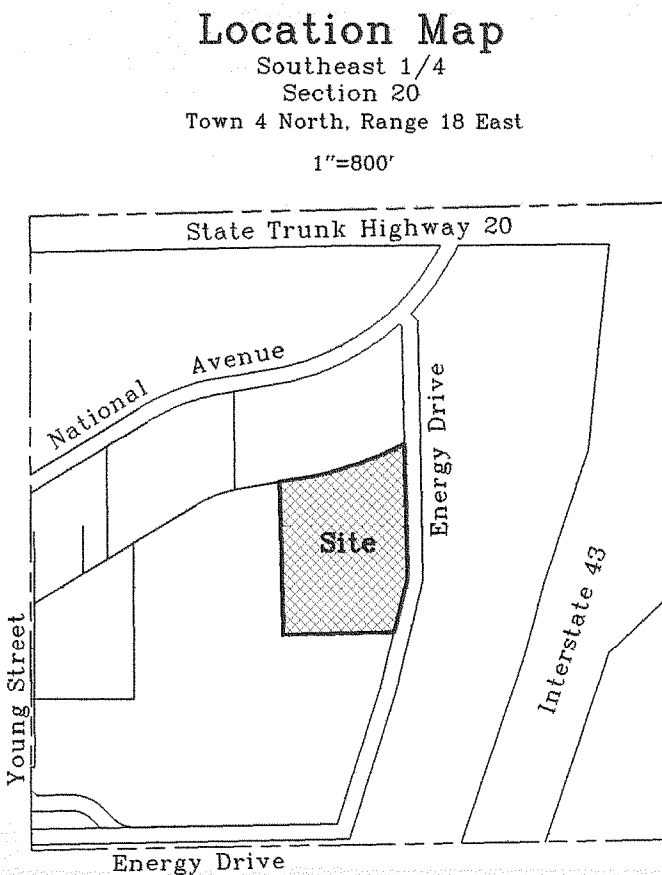 Location Map
Southeast 1/4
Section 20
Town 4 North, Range 18 East
1"=800'
State Trunk Highway 20
National Avenue
Energy Drive
Site
Interstate 43
Young Street
Energy Drive